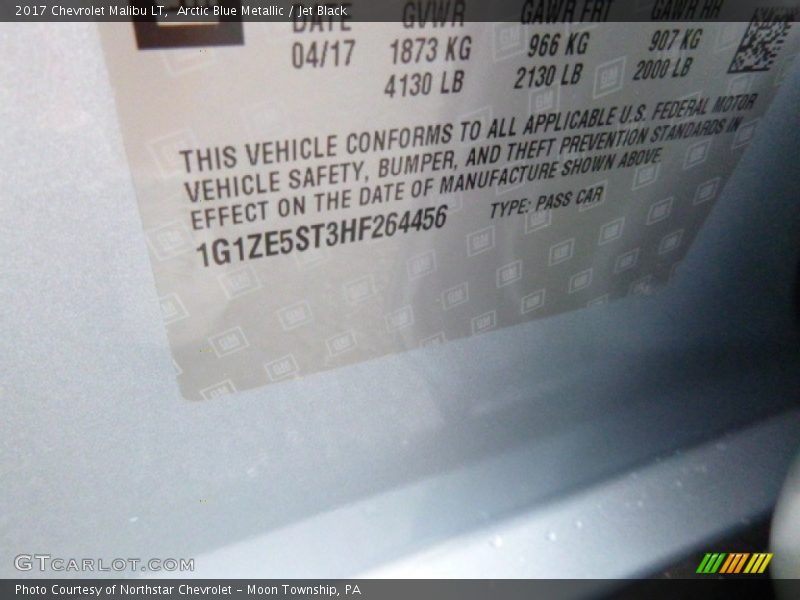 2017 Chevrolet Malibu LT, Arctic Blue Metallic / Jet Black
DATE GVWR GAWR FRT GAWR RR
04/17 1873 KG 966 KG 907 KG
4130 LB 2130 LB 2000 LB
THIS VEHICLE CONFORMS TO ALL APPLICABLE U.S. FEDERAL MOTOR
VEHICLE SAFETY, BUMPER, AND THEFT PREVENTION STANDARDS IN
EFFECT ON THE DATE OF MANUFACTURE SHOWN ABOVE
1G1ZE5ST3HF264456 TYPE: PASS CAR
GTCARLOT.COM
Photo Courtesy of Northstar Chevrolet - Moon Township, PA